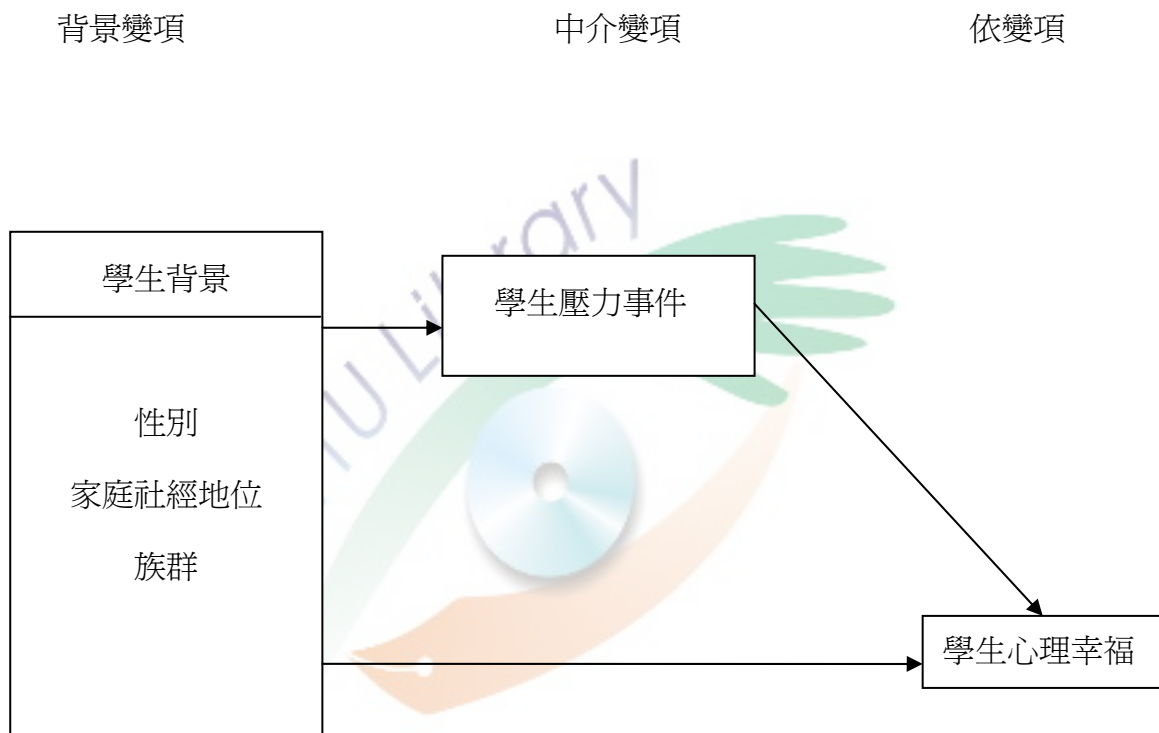 背景變項 中介變項 依變項
學生背景
性別
家庭社經地位
族群
學生壓力事件
學生心理幸福
Library